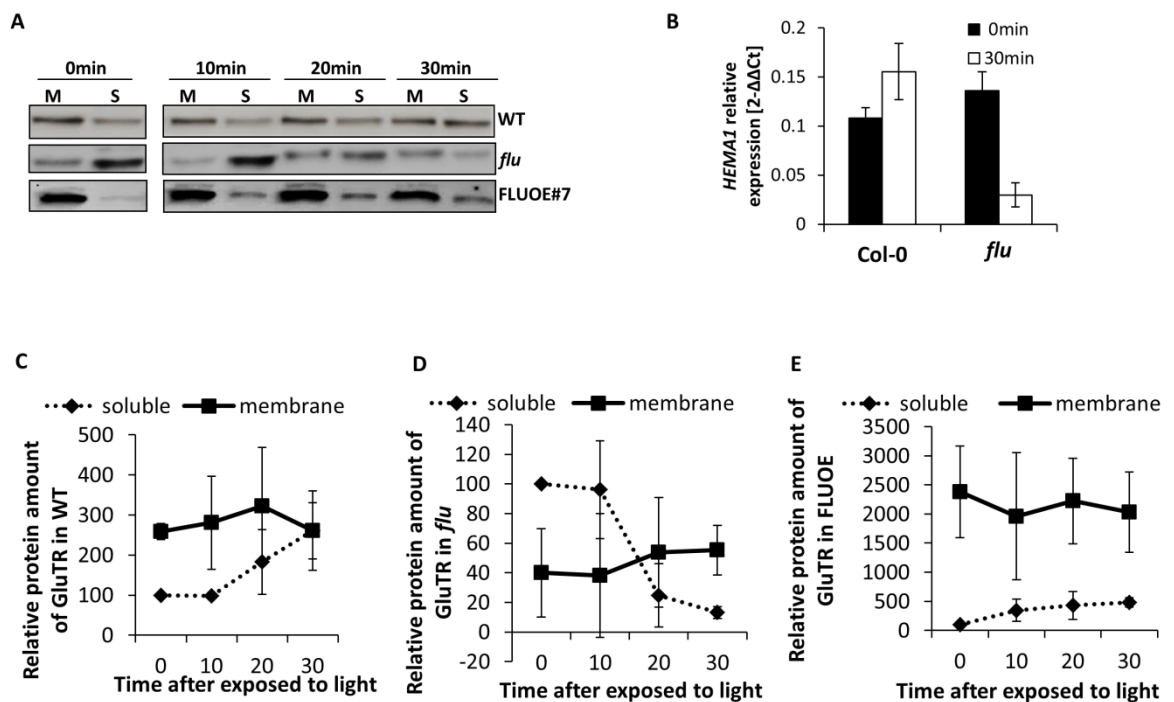 A
0min 10min 20min 30min
M S M S M S M S
WT
flu
FLUOE#7
B
HEMA1 relative
expression [2-ΔΔCt]
0.2
0.15
0.1
0.05
0
0min
30min
Col-0 flu
C
soluble membrane
Relative protein amount
of GluTR in WT
500
400
300
200
100
0
0 10 20 30
Time after exposed to light
D
soluble membrane
Relative protein amount of
GluTR in flu
140
120
100
80
60
40
20
0
-20
0 10 20 30
Time after exposed to light
E
soluble membrane
Relative protein amount of
GluTR in FLUOE
3500
3000
2500
2000
1500
1000
500
0
0 10 20 30
Time after exposed to light